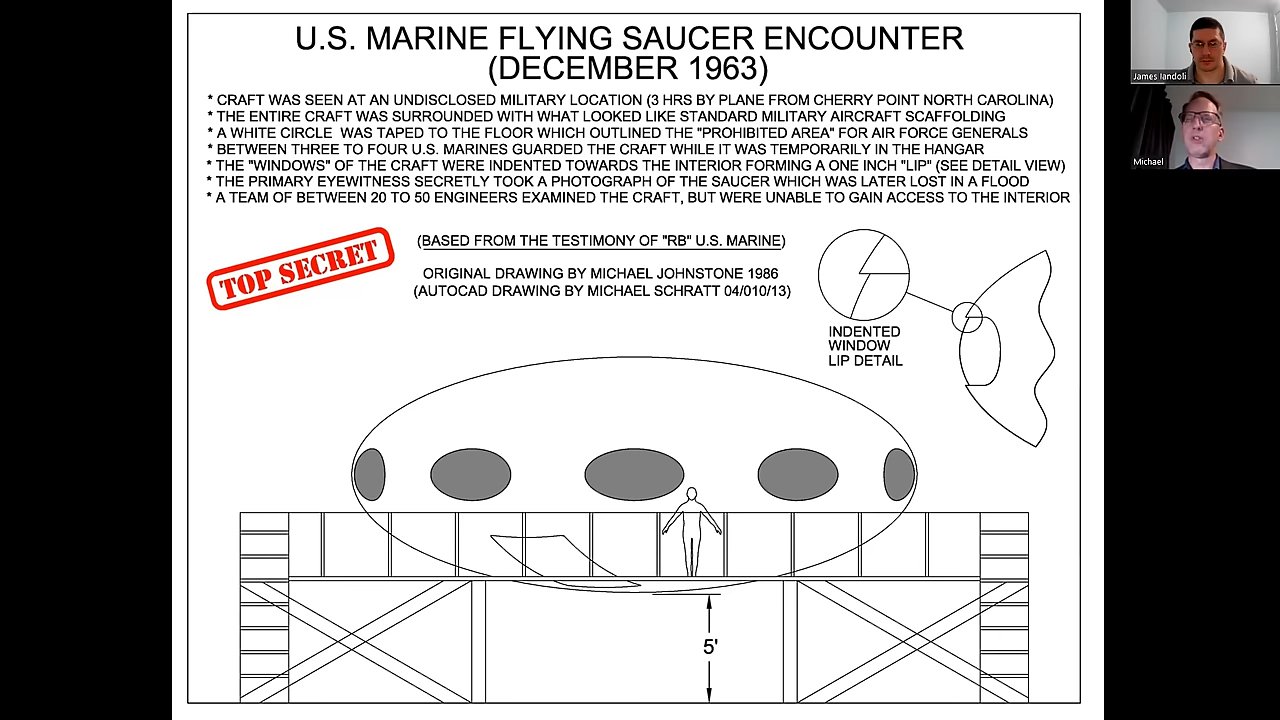 U.S. MARINE FLYING SAUCER ENCOUNTER
(DECEMBER 1963)
* CRAFT WAS SEEN AT AN UNDISCLOSED MILITARY LOCATION (3 HRS BY PLANE FROM CHERRY POINT NORTH CAROLINA)
* THE ENTIRE CRAFT WAS SURROUNDED WITH WHAT LOOKED LIKE STANDARD MILITARY AIRCRAFT SCAFFOLDING
* A WHITE CIRCLE WAS TAPED TO THE FLOOR WHICH OUTLINED THE "PROHIBITED AREA" FOR AIR FORCE GENERALS
* BETWEEN THREE TO FOUR U.S. MARINES GUARDED THE CRAFT WHILE IT WAS TEMPORARILY IN THE HANGAR
* THE "WINDOWS" OF THE CRAFT WERE INDENTED TOWARDS THE INTERIOR FORMING A ONE INCH "LIP" (SEE DETAIL VIEW)
* THE PRIMARY EYEWITNESS SECRETLY TOOK A PHOTOGRAPH OF THE SAUCER WHICH WAS LATER LOST IN A FLOOD
* A TEAM OF BETWEEN 20 TO 50 ENGINEERS EXAMINED THE CRAFT, BUT WERE UNABLE TO GAIN ACCESS TO THE INTERIOR
TOP SECRET
(BASED FROM THE TESTIMONY OF "RB" U.S. MARINE)
ORIGINAL DRAWING BY MICHAEL JOHNSTONE 1986
(AUTOCAD DRAWING BY MICHAEL SCHRATT 04/010/13)
INDENTED
WINDOW
LIP DETAIL
5'
James Iandoli
Michael